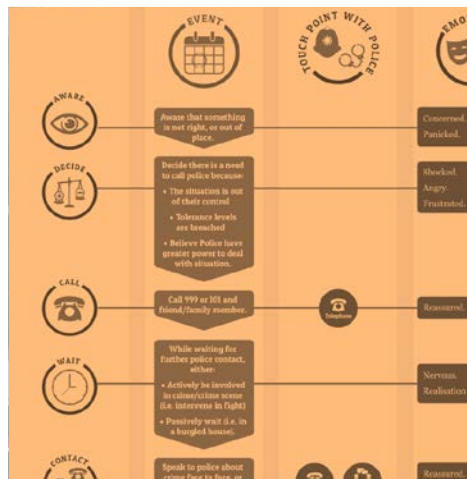 EVENT
TOUCH POINT WITH POLICE
EMO
AWARE
Aware that something
is not right, or out of
place.
Concerned.
Panicked.
DECIDE
Decide there is a need
to call police because:
• The situation is out
of their control
• Tolerance levels
are breached
• Believe Police have
greater power to deal
with situation.
Shocked.
Angry.
Frustrated.
CALL
Call 999 or 101 and
friend/family member.
Telephone
Reassured.
WAIT
While waiting for
further police contact,
either:
• Actively be involved
in crime/crime scene
(i.e. intervene in fight)
• Passively wait (i.e. in
a burgled house).
Nervous.
Realisation
CONTACT
Speak to police about
crime face to face, or
Reassured.